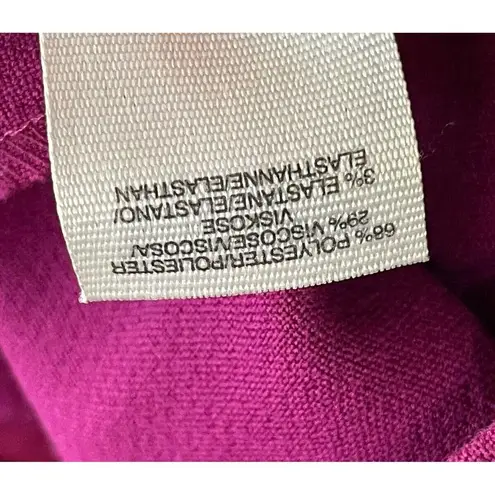 68% POLYESTER/POLIESTER
29% VISCOSE/VISCOSA/
VISKOSE
3% ELASTANE/ELASTANO/
ELASTHANNE/ELASTHAN